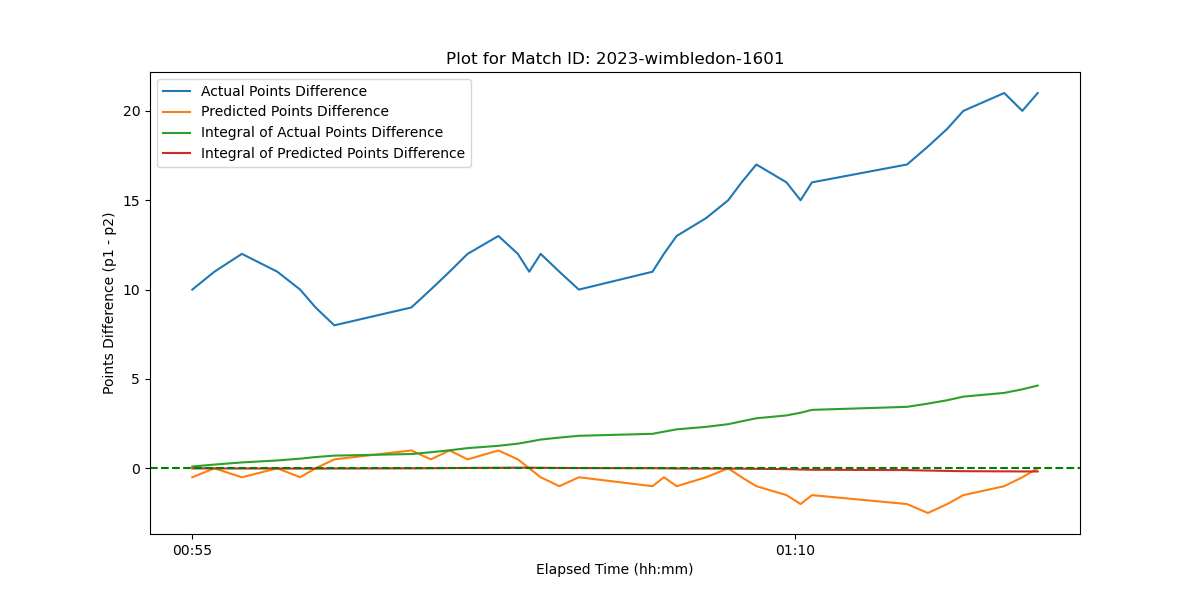 Plot for Match ID: 2023-wimbledon-1601
Actual Points Difference
Predicted Points Difference
Integral of Actual Points Difference
Integral of Predicted Points Difference
Points Difference (p1 - p2)
20
15
10
5
0
00:55
01:10
Elapsed Time (hh:mm)